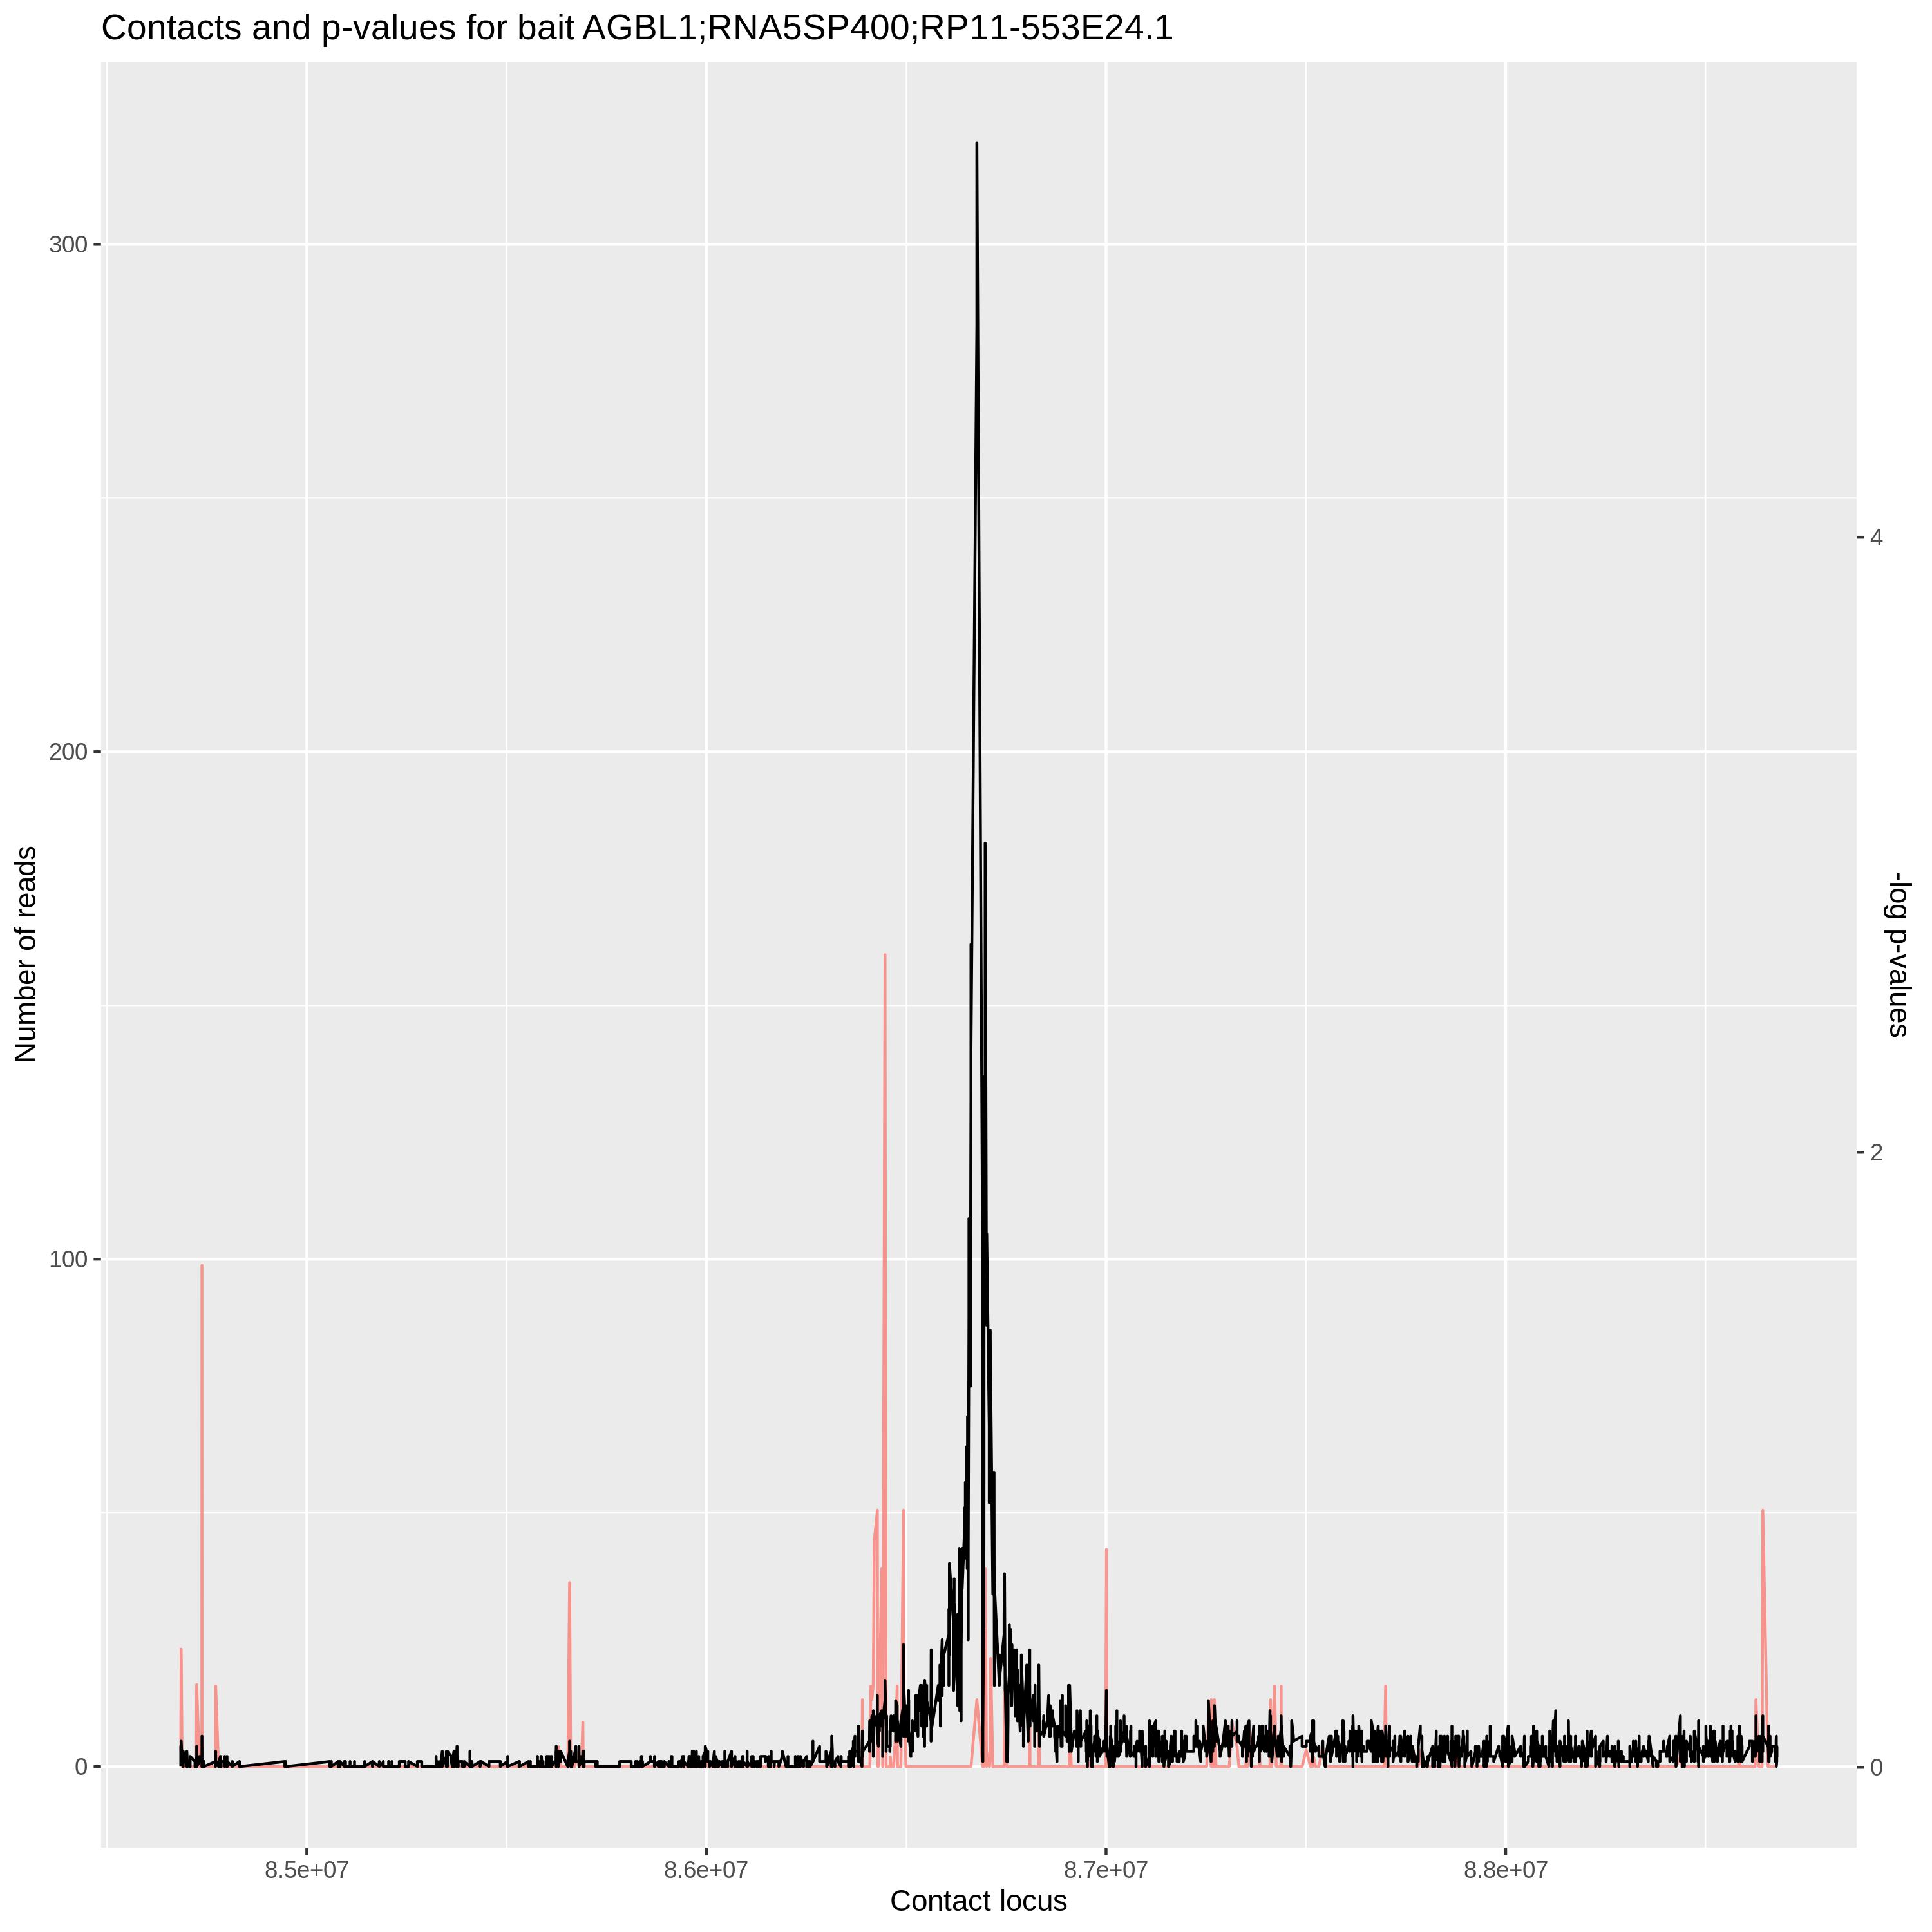 Contacts and p-values for bait AGBL1;RNA5SP400;RP11-553E24.1
300
200
100
0
Number of reads
4
2
0
-log p-values
8.5e+07
8.6e+07
8.7e+07
8.8e+07
Contact locus